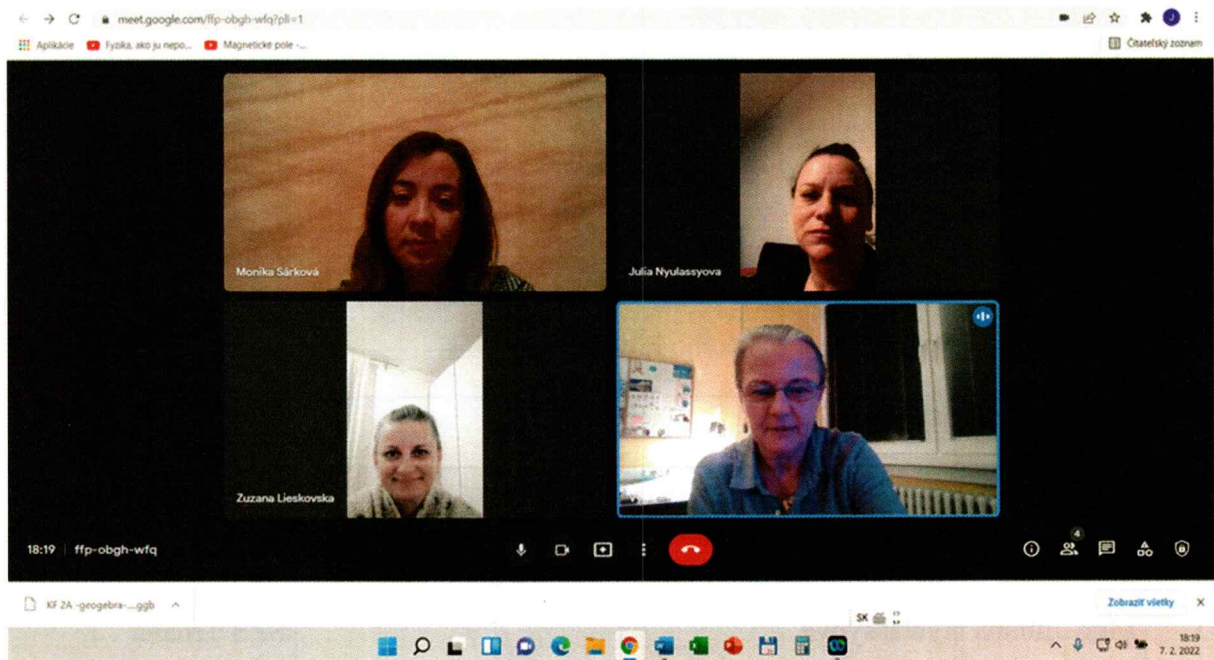 meet.google.com/ffp-obgh-wfq?pli=1
J
Aplikácie Fyzika, ako ju nepo... Magnetické pole -... Čitateľský zoznam
Monika Sárková
Julia Nyulassyova
Zuzana Lieskovska
18:19 | ffp-obgh-wfq
4
KF 2A -geogebra-....ggb
Zobraziť všetky
SK
18:19
7. 2. 2022